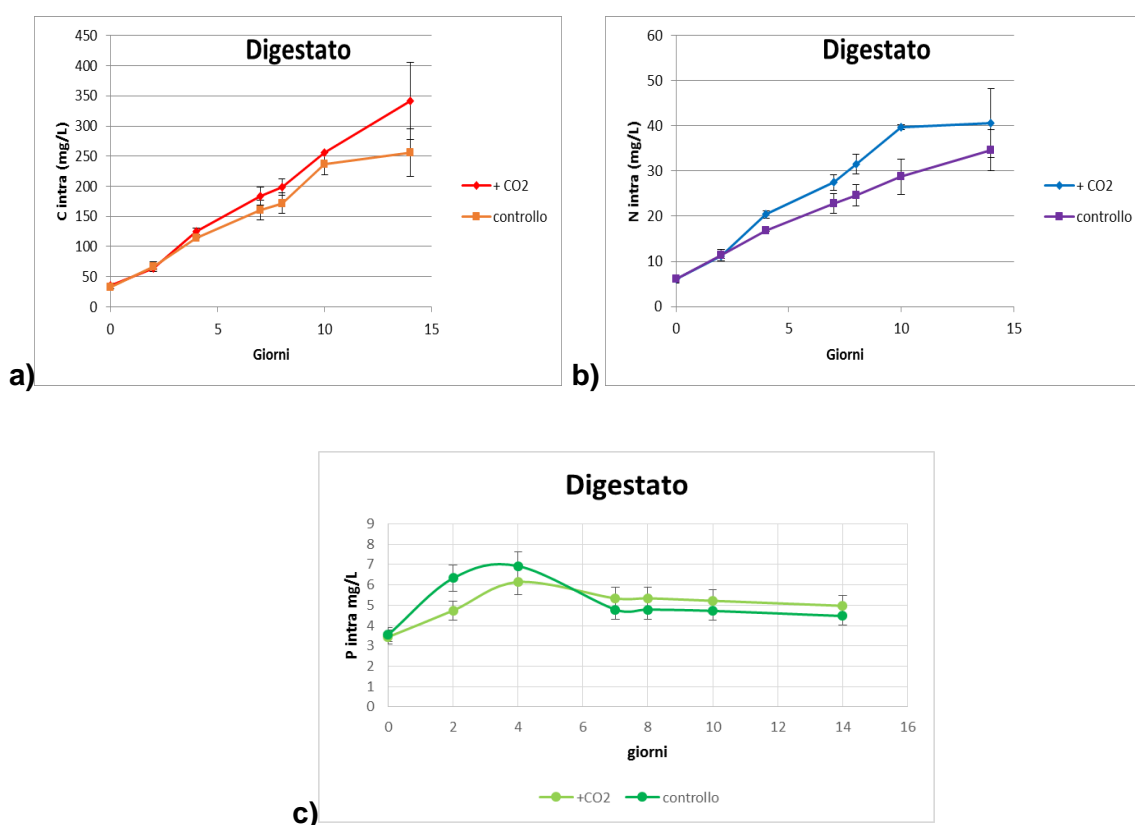 Digestato
450
400
350
300
250
200
150
100
50
0
C intra (mg/L)
0 5 10 15
Giorni
+ CO2
controllo
a)
Digestato
60
50
40
30
20
10
0
N intra (mg/L)
0 5 10 15
Giorni
+ CO2
controllo
b)
Digestato
9
8
7
6
5
4
3
2
1
0
P intra mg/L
0 2 4 6 8 10 12 14 16
giorni
+CO2 controllo
c)